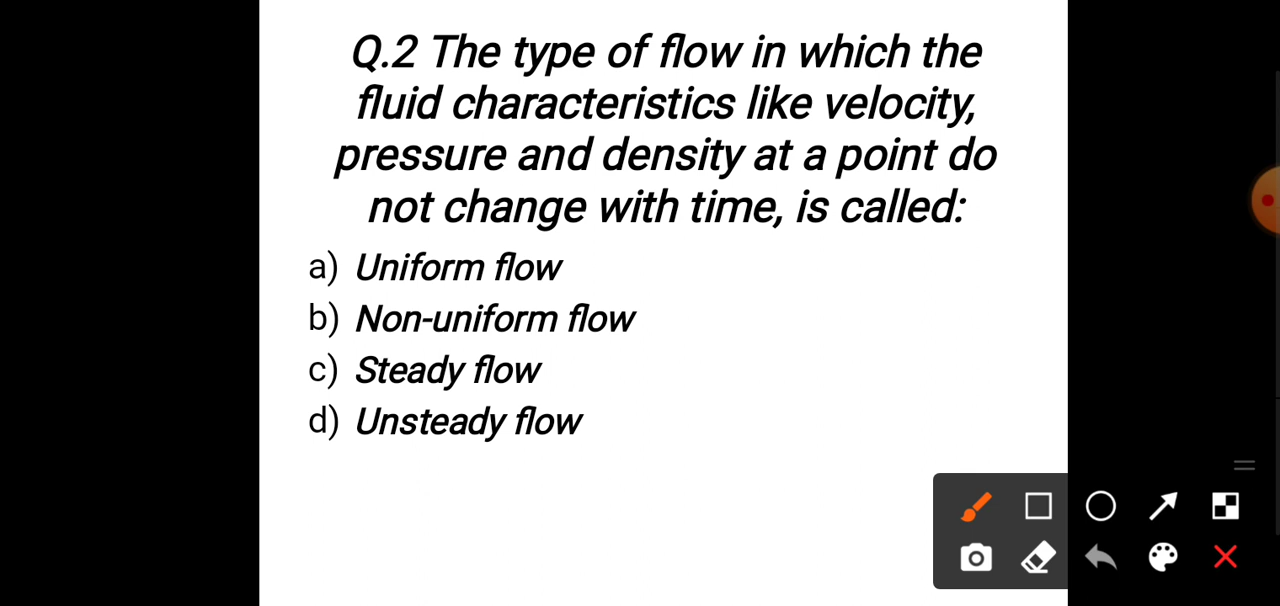 Q.2 The type of flow in which the
fluid characteristics like velocity,
pressure and density at a point do
not change with time, is called:
a) Uniform flow
b) Non-uniform flow
c) Steady flow
d) Unsteady flow